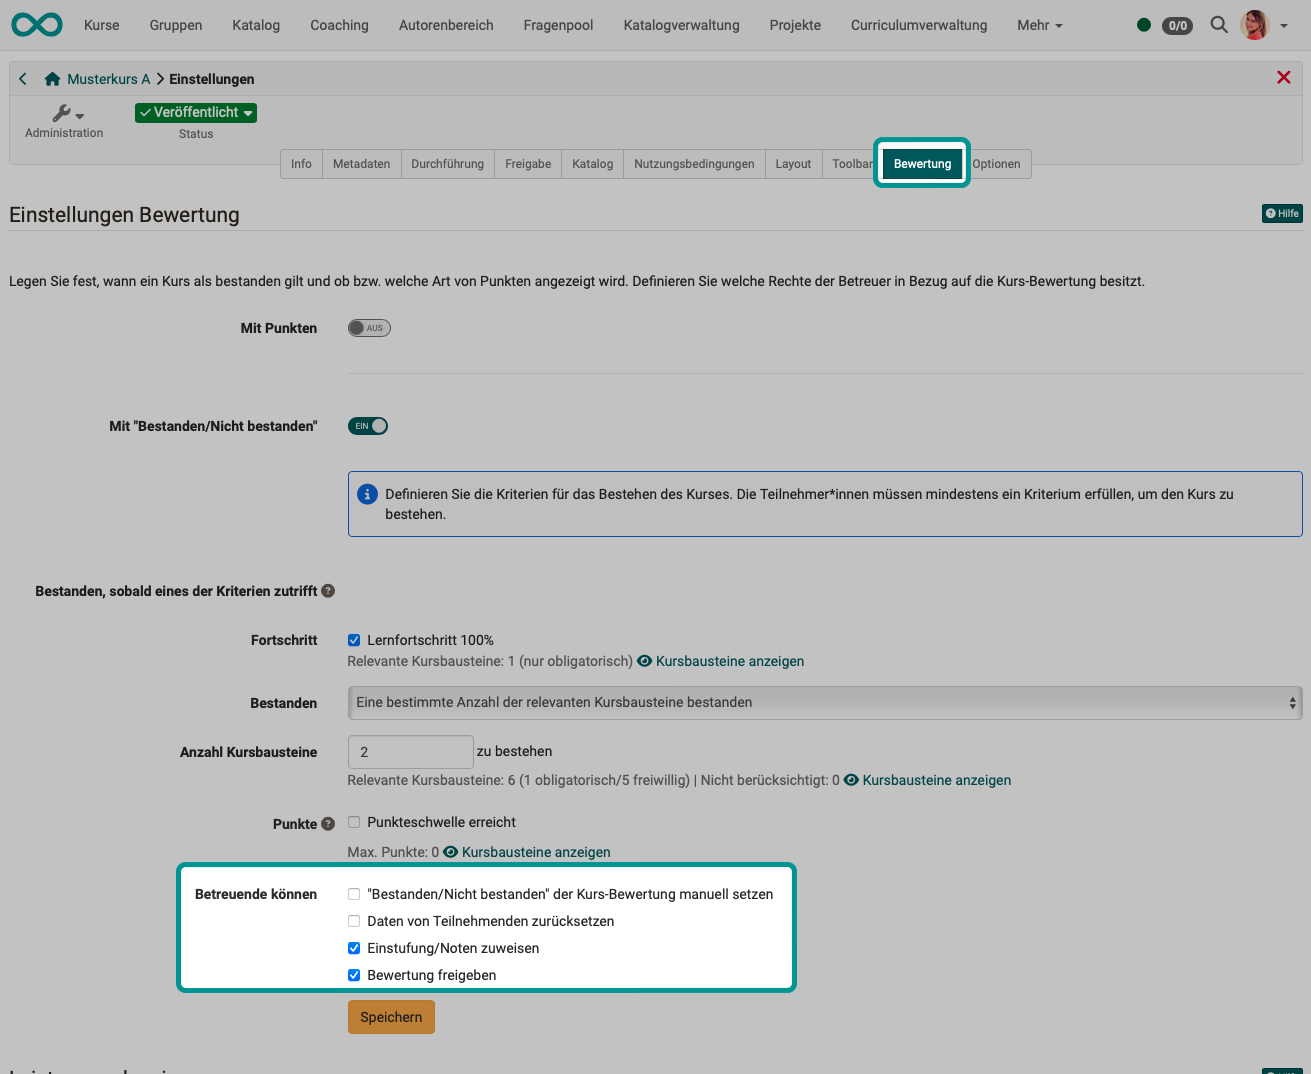 Kurse Gruppen Katalog Coaching Autorenbereich Fragenpool Katalogverwaltung Projekte Curriculumverwaltung Mehr 0/0
Musterkurs A Einstellungen
Veröffentlicht
Administration Status
Info Metadaten Durchführung Freigabe Katalog Nutzungsbedingungen Layout Toolbar Bewertung Optionen
Einstellungen Bewertung Hilfe
Legen Sie fest, wann ein Kurs als bestanden gilt und ob bzw. welche Art von Punkten angezeigt wird. Definieren Sie welche Rechte der Betreuer in Bezug auf die Kurs-Bewertung besitzt.
Mit Punkten AUS
Mit "Bestanden/Nicht bestanden" EIN
Definieren Sie die Kriterien für das Bestehen des Kurses. Die Teilnehmer*innen müssen mindestens ein Kriterium erfüllen, um den Kurs zu
bestehen.
Bestanden, sobald eines der Kriterien zutrifft
Fortschritt Lernfortschritt 100%
Relevante Kursbausteine: 1 (nur obligatorisch) Kursbausteine anzeigen
Bestanden Eine bestimmte Anzahl der relevanten Kursbausteine bestanden
Anzahl Kursbausteine 2 zu bestehen
Relevante Kursbausteine: 6 (1 obligatorisch/5 freiwillig) | Nicht berücksichtigt: 0 Kursbausteine anzeigen
Punkte Punkteschwelle erreicht
Max. Punkte: 0 Kursbausteine anzeigen
Betreuende können "Bestanden/Nicht bestanden" der Kurs-Bewertung manuell setzen
Daten von Teilnehmenden zurücksetzen
Einstufung/Noten zuweisen
Bewertung freigeben
Speichern